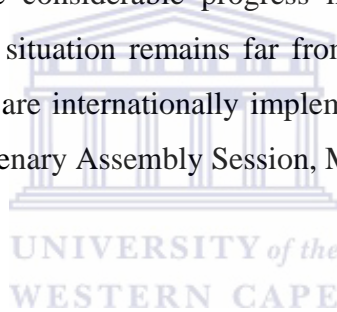 considerable progress
situation remains far from
are internationally implem
enary Assembly Session, M
UNIVERSITY of the
WESTERN CAPE